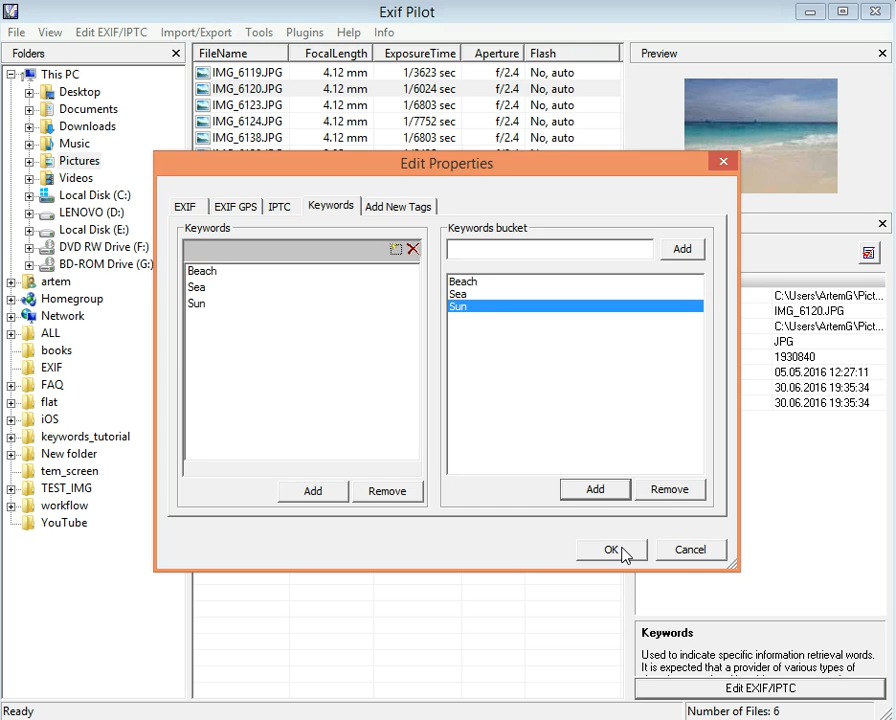 Exif Pilot
File View Edit EXIF/IPTC Import/Export Tools Plugins Help Info
Folders
FileName FocalLength ExposureTime Aperture Flash
Preview
This PC
Desktop
Documents
Downloads
Music
Pictures
Videos
Local Disk (C:)
LENOVO (D:)
Local Disk (E:)
DVD RW Drive (F:)
BD-ROM Drive (G:)
artem
Homegroup
Network
ALL
books
EXIF
FAQ
flat
iOS
keywords_tutorial
New folder
tem_screen
TEST_IMG
workflow
YouTube
IMG_6119.JPG 4.12 mm 1/3623 sec f/2.4 No, auto
IMG_6120.JPG 4.12 mm 1/6024 sec f/2.4 No, auto
IMG_6123.JPG 4.12 mm 1/6803 sec f/2.4 No, auto
IMG_6124.JPG 4.12 mm 1/7752 sec f/2.4 No, auto
IMG_6138.JPG 4.12 mm 1/6803 sec f/2.4 No, auto
Edit Properties
EXIF EXIF GPS IPTC Keywords Add New Tags
Keywords
Beach
Sea
Sun
Add Remove
Keywords bucket
Add
Beach
Sea
Sun
Add Remove
OK Cancel
C:\Users\ArtemG\Pict...
IMG_6120.JPG
C:\Users\ArtemG\Pict...
JPG
1930840
05.05.2016 12:27:11
30.06.2016 19:35:34
30.06.2016 19:35:34
Keywords
Used to indicate specific information retrieval words.
It is expected that a provider of various types of
Edit EXIF/IPTC
Ready
Number of Files: 6